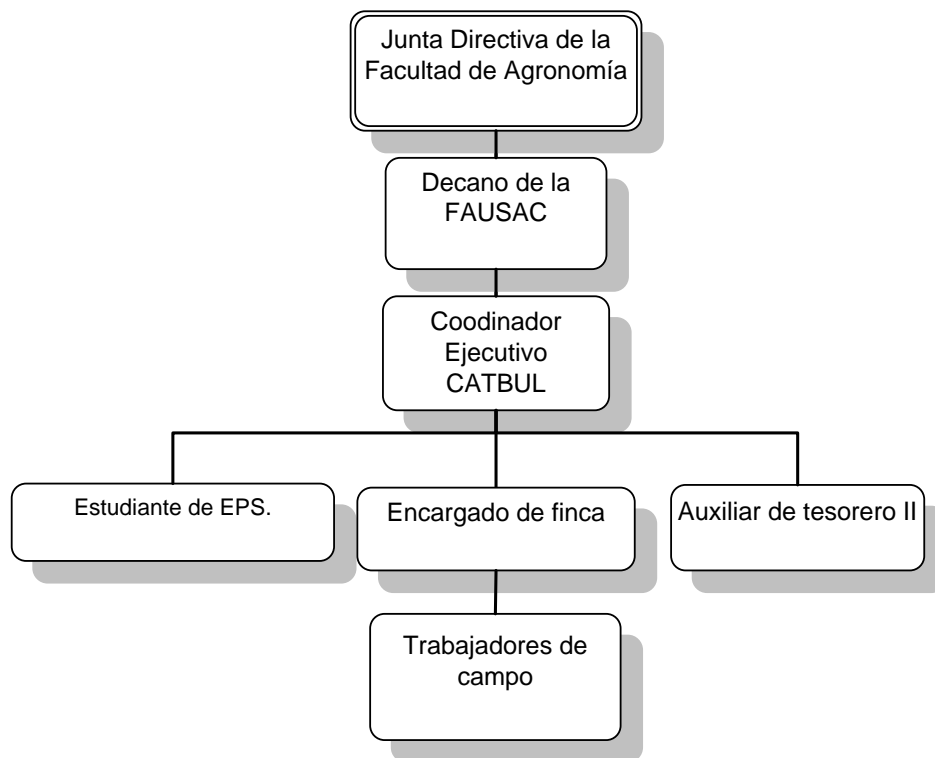 Junta Directiva de la
Facultad de Agronomía
Decano de la
FAUSAC
Coodinador
Ejecutivo
CATBUL
Estudiante de EPS.
Encargado de finca
Auxiliar de tesorero II
Trabajadores de
campo